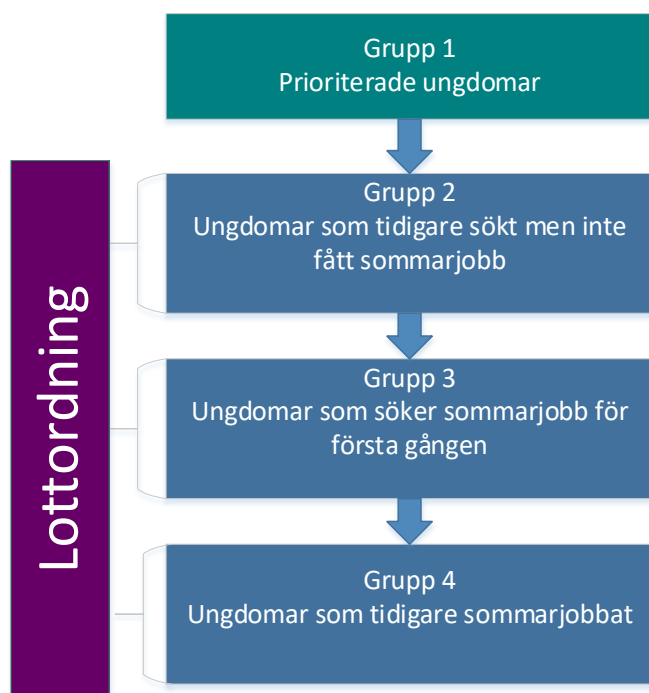 Grupp 1
Prioriterade ungdomar
Lottordning
Grupp 2
Ungdomar som tidigare sökt men inte
fått sommarjobb
Grupp 3
Ungdomar som söker sommarjobb för
första gången
Grupp 4
Ungdomar som tidigare sommarjobbat